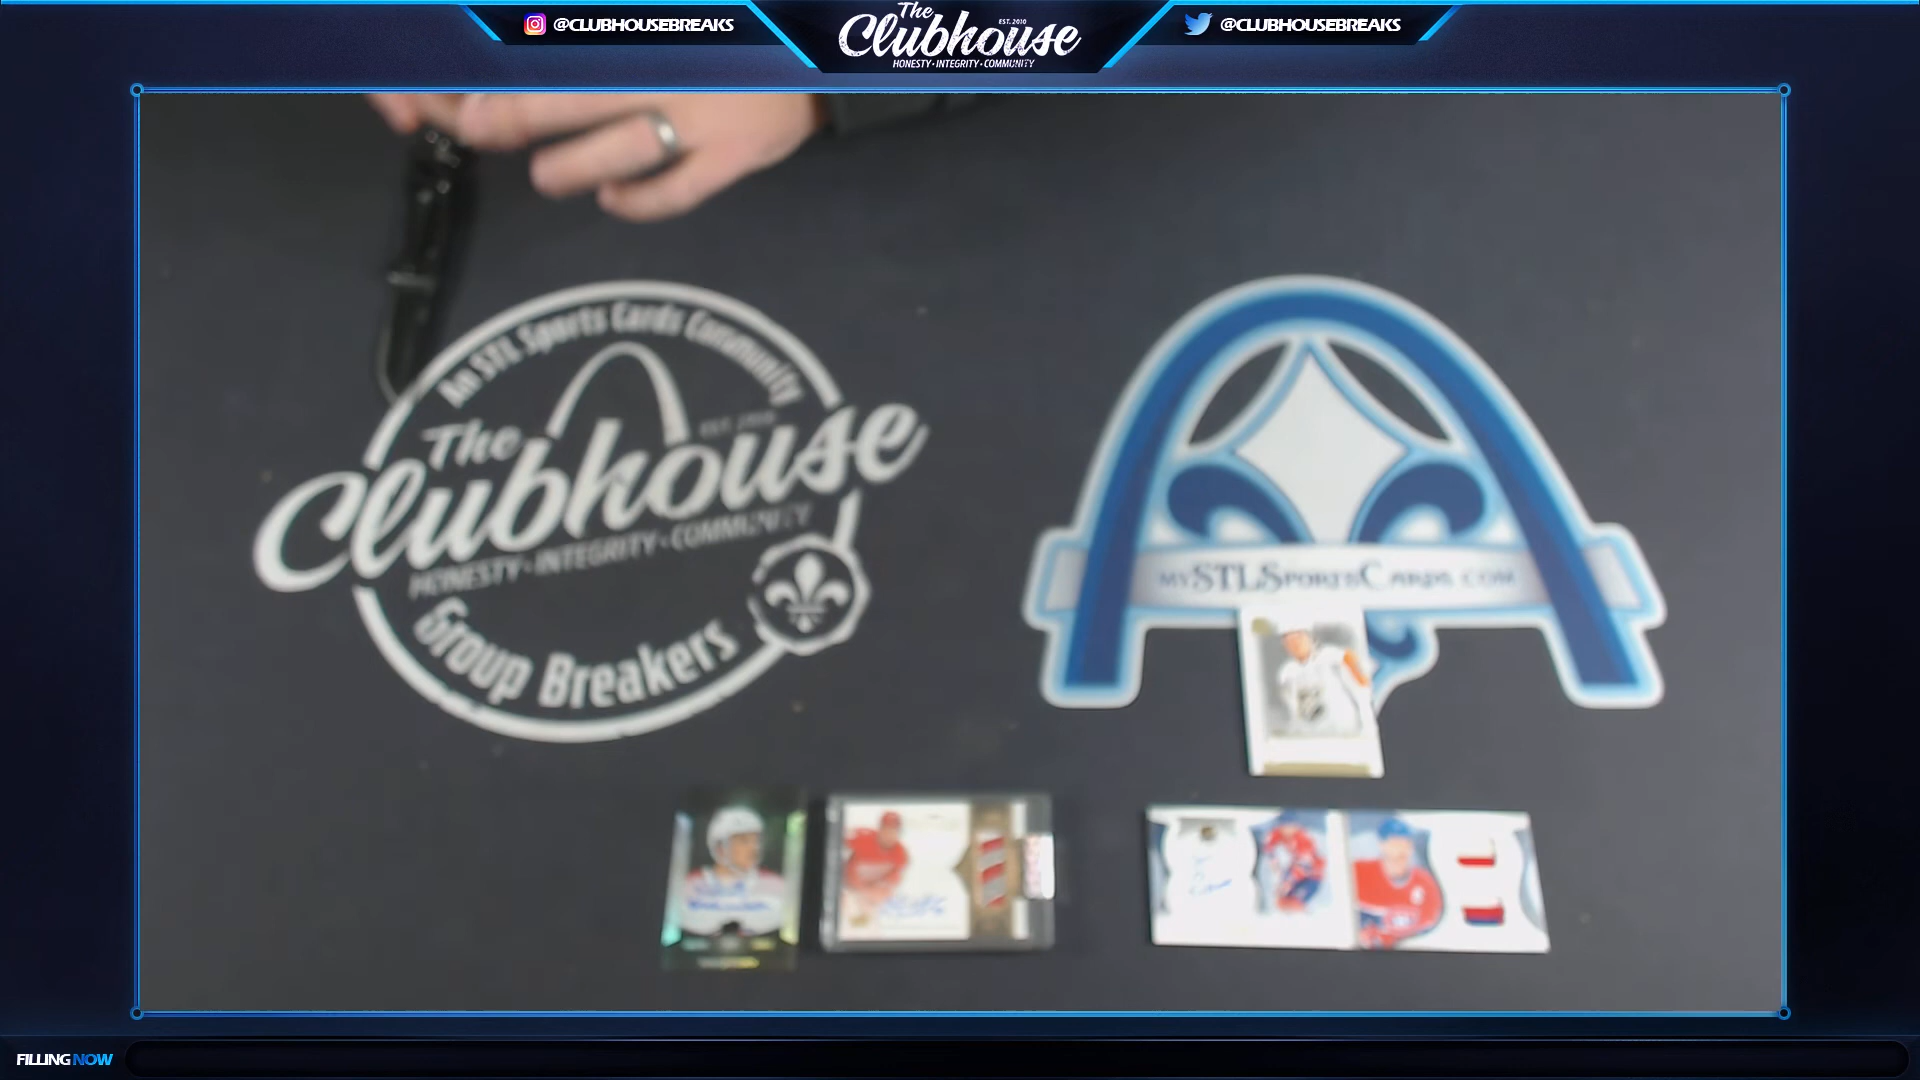 @CLUBHOUSEBREAKS
The
EST. 2010
Clubhouse
HONESTY • INTEGRITY • COMMUNITY
@CLUBHOUSEBREAKS
An STL Sports Cards Community
The
Clubhouse
HONESTY • INTEGRITY • COMMUNITY
Group Breakers
mySTLSportsCards.com
FILLING NOW